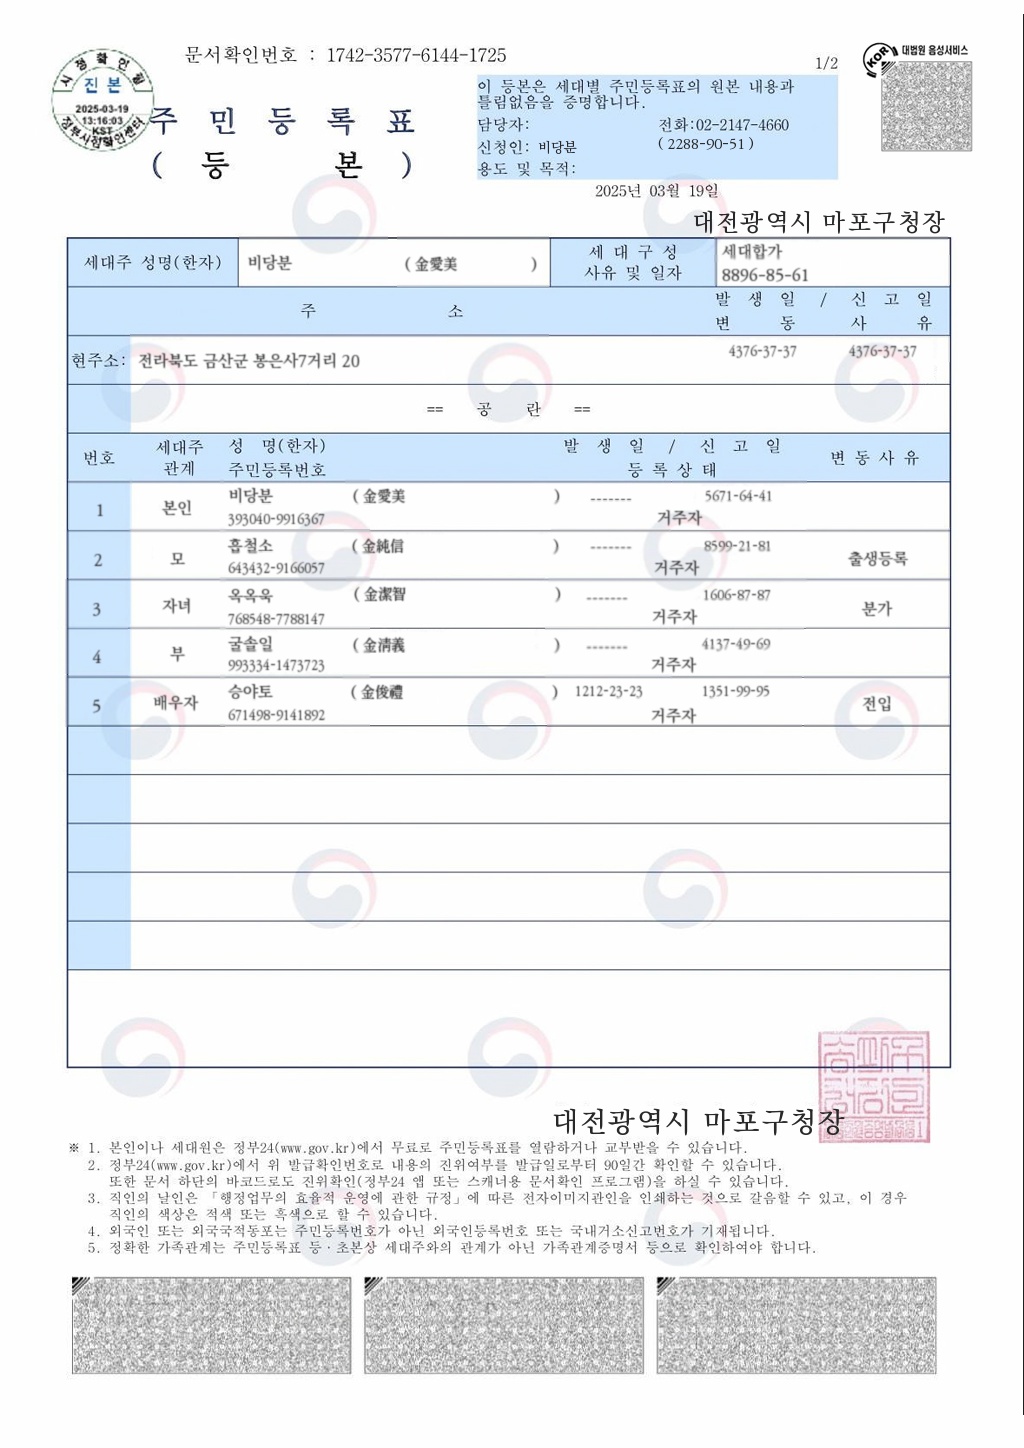 문서확인번호 : 1742-3577-6144-1725
1/2
대법원 음성서비스
KOR
시점확인필
진본
2025-03-19
13:16:03
KST
정부시점확인센터
주 민 등 록 표
( 등 본 )
이 등본은 세대별 주민등록표의 원본 내용과
틀림없음을 증명합니다.
담당자: 전화:02-2147-4660
신청인: 비당분 ( 2288-90-51 )
용도 및 목적:
2025년 03월 19일
대전광역시 마포구청장
세대주 성명(한자) 비당분 ( 金愛美 ) 세 대 구 성 사유 및 일자 세대합가
8896-85-61
주 소 발 생 일 / 신 고 일
변 동 사 유
현주소: 전라북도 금산군 봉은사7거리 20 4376-37-37 4376-37-37
== 공 란 ==
번호 세대주 관계 성 명(한자) 발 생 일 / 신 고 일 변 동 사 유
주민등록번호 등 록 상 태
1 본인 비당분 ( 金愛美 ) ------- 5671-64-41
393040-9916367 거주자
2 모 흡철소 ( 金純信 ) ------- 8599-21-81 출생등록
643432-9166057 거주자
3 자녀 옥옥욱 ( 金潔智 ) ------- 1606-87-87 분가
768548-7788147 거주자
4 부 굴솔일 ( 金淸義 ) ------- 4137-49-69
993334-1473723 거주자
5 배우자 승야토 ( 金俊禮 ) 1212-23-23 1351-99-95 전입
671498-9141892 거주자
대전광역시 마포구청장
※ 1. 본인이나 세대원은 정부24(www.gov.kr)에서 무료로 주민등록표를 열람하거나 교부받을 수 있습니다.
2. 정부24(www.gov.kr)에서 위 발급확인번호로 내용의 진위여부를 발급일로부터 90일간 확인할 수 있습니다.
또한 문서 하단의 바코드로도 진위확인(정부24 앱 또는 스캐너용 문서확인 프로그램)을 하실 수 있습니다.
3. 직인의 날인은 「행정업무의 효율적 운영에 관한 규정」에 따른 전자이미지관인을 인쇄하는 것으로 갈음할 수 있고, 이 경우
직인의 색상은 적색 또는 흑색으로 할 수 있습니다.
4. 외국인 또는 외국국적동포는 주민등록번호가 아닌 외국인등록번호 또는 국내거소신고번호가 기재됩니다.
5. 정확한 가족관계는 주민등록표 등·초본상 세대주와의 관계가 아닌 가족관계증명서 등으로 확인하여야 합니다.